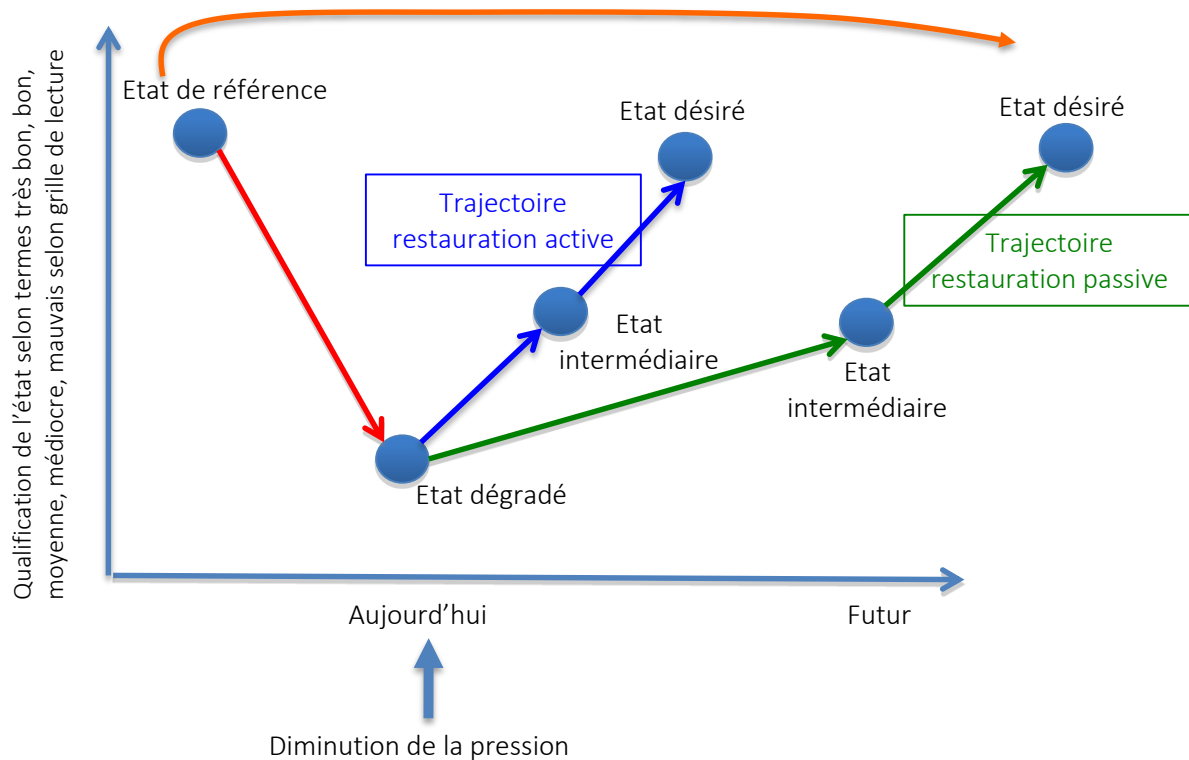 Qualification de l'état selon termes très bon, bon,
moyenne, médiocre, mauvais selon grille de lecture
Etat de référence
Etat désiré
Etat désiré
Trajectoire
restauration active
Trajectoire
restauration passive
Etat
intermédiaire
Etat
intermédiaire
Etat dégradé
Aujourd'hui
Futur
Diminution de la pression